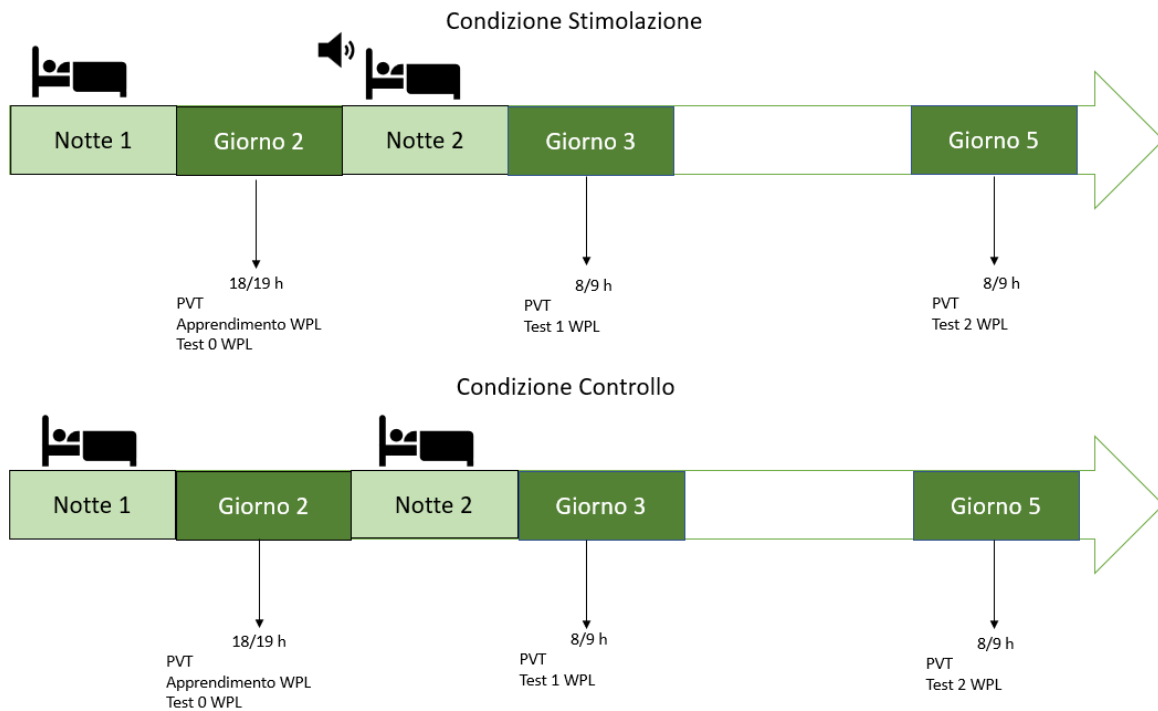 Condizione Stimolazione
Notte 1
Giorno 2
Notte 2
Giorno 3
Giorno 5
18/19 h
PVT
Apprendimento WPL
Test 0 WPL
8/9 h
PVT
Test 1 WPL
8/9 h
PVT
Test 2 WPL
Condizione Controllo
Notte 1
Giorno 2
Notte 2
Giorno 3
Giorno 5
18/19 h
PVT
Apprendimento WPL
Test 0 WPL
8/9 h
PVT
Test 1 WPL
8/9 h
PVT
Test 2 WPL